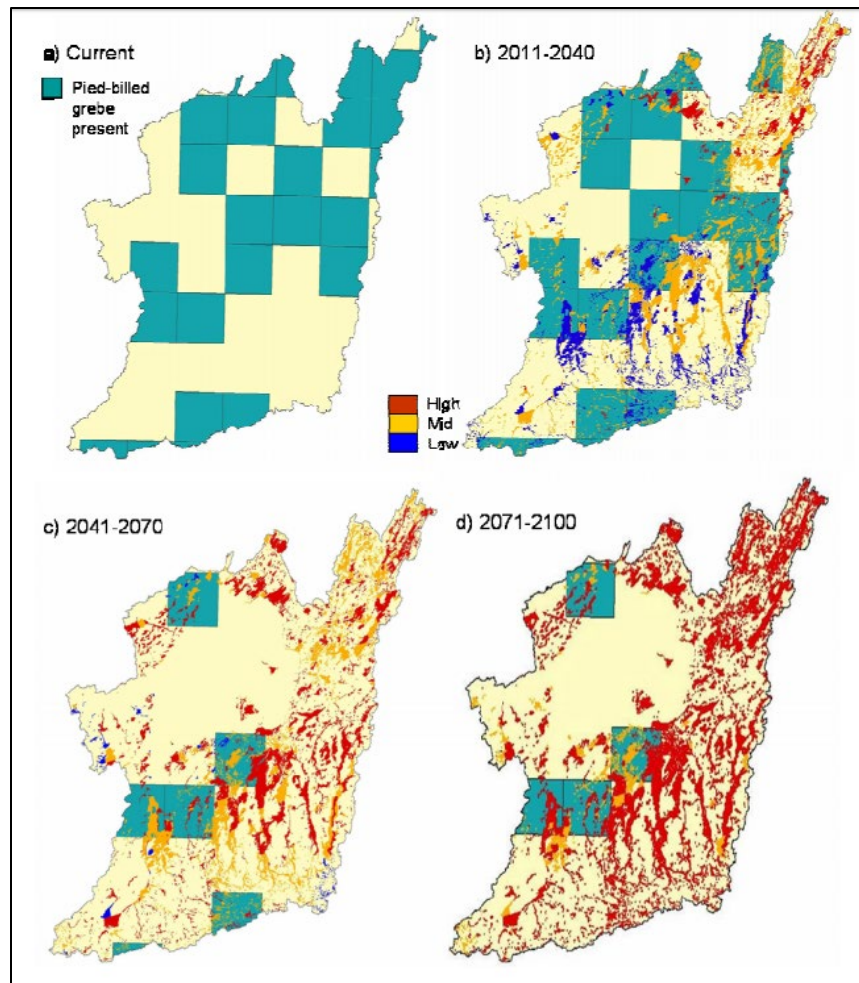 a) Current
Pied-billed
grebe
present
b) 2011-2040
High
Mid
Low
c) 2041-2070
d) 2071-2100